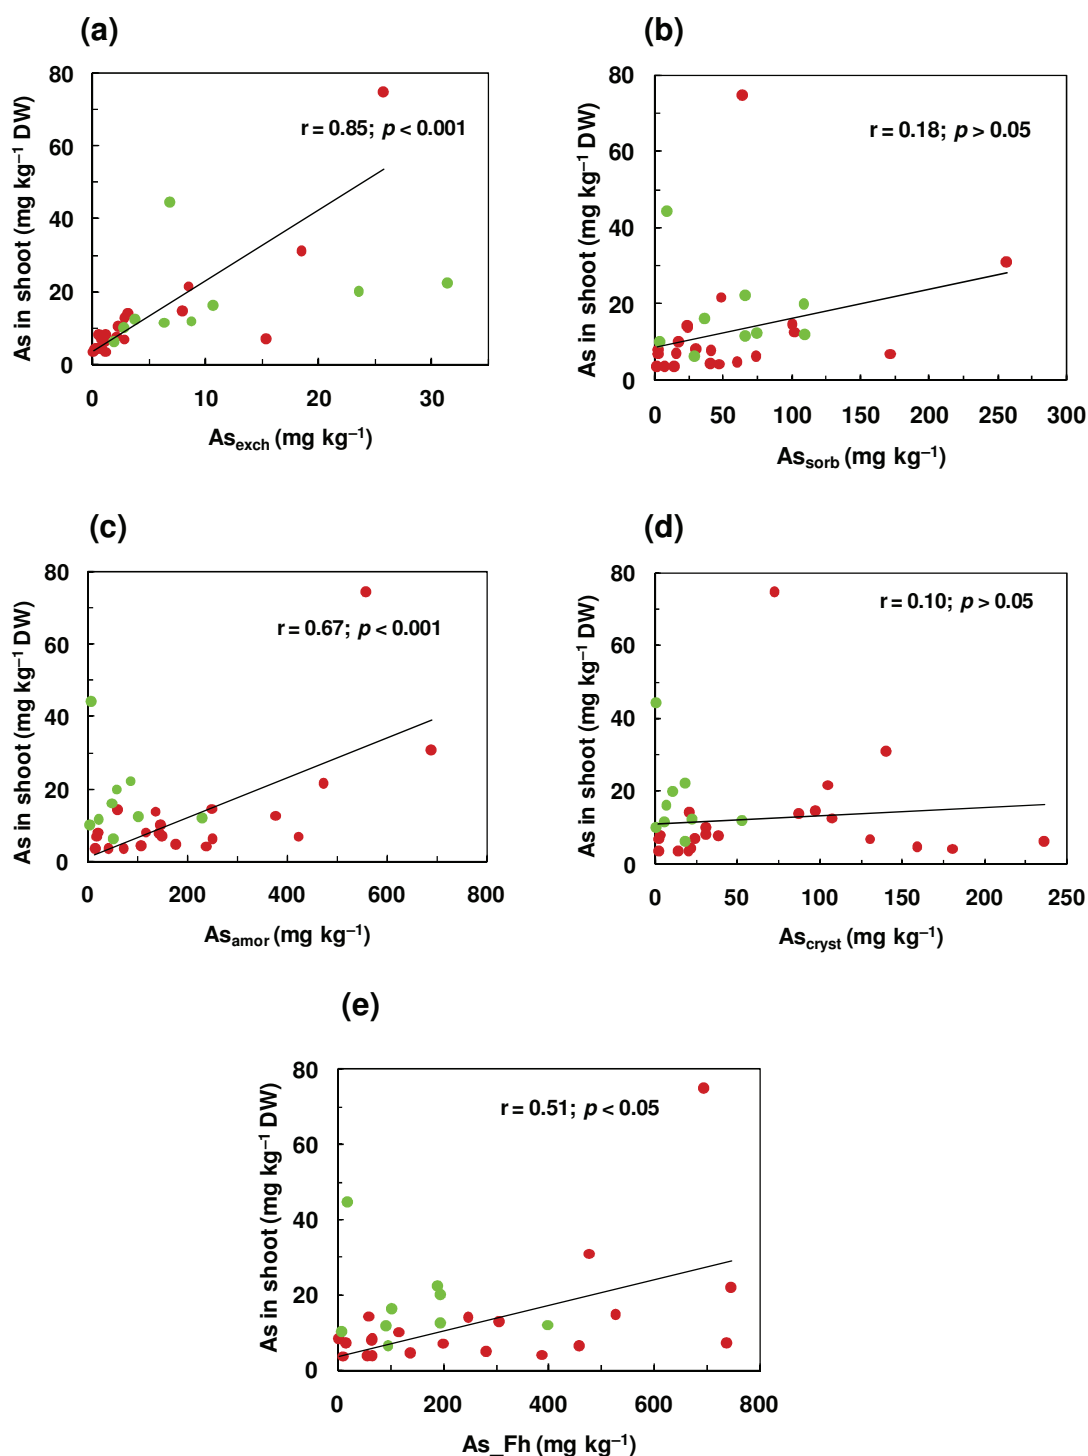 (a)
80
60
40
20
0
0 10 20 30
As in shoot (mg kg⁻¹ DW)
r = 0.85; p < 0.001
As_exch (mg kg⁻¹)
(b)
80
60
40
20
0
0 50 100 150 200 250 300
As in shoot (mg kg⁻¹ DW)
r = 0.18; p > 0.05
As_sorb (mg kg⁻¹)
(c)
80
60
40
20
0
0 200 400 600 800
As in shoot (mg kg⁻¹ DW)
r = 0.67; p < 0.001
As_amor (mg kg⁻¹)
(d)
80
60
40
20
0
0 50 100 150 200 250
As in shoot (mg kg⁻¹ DW)
r = 0.10; p > 0.05
As_cryst (mg kg⁻¹)
(e)
80
60
40
20
0
0 200 400 600 800
As in shoot (mg kg⁻¹ DW)
r = 0.51; p < 0.05
As_Fh (mg kg⁻¹)